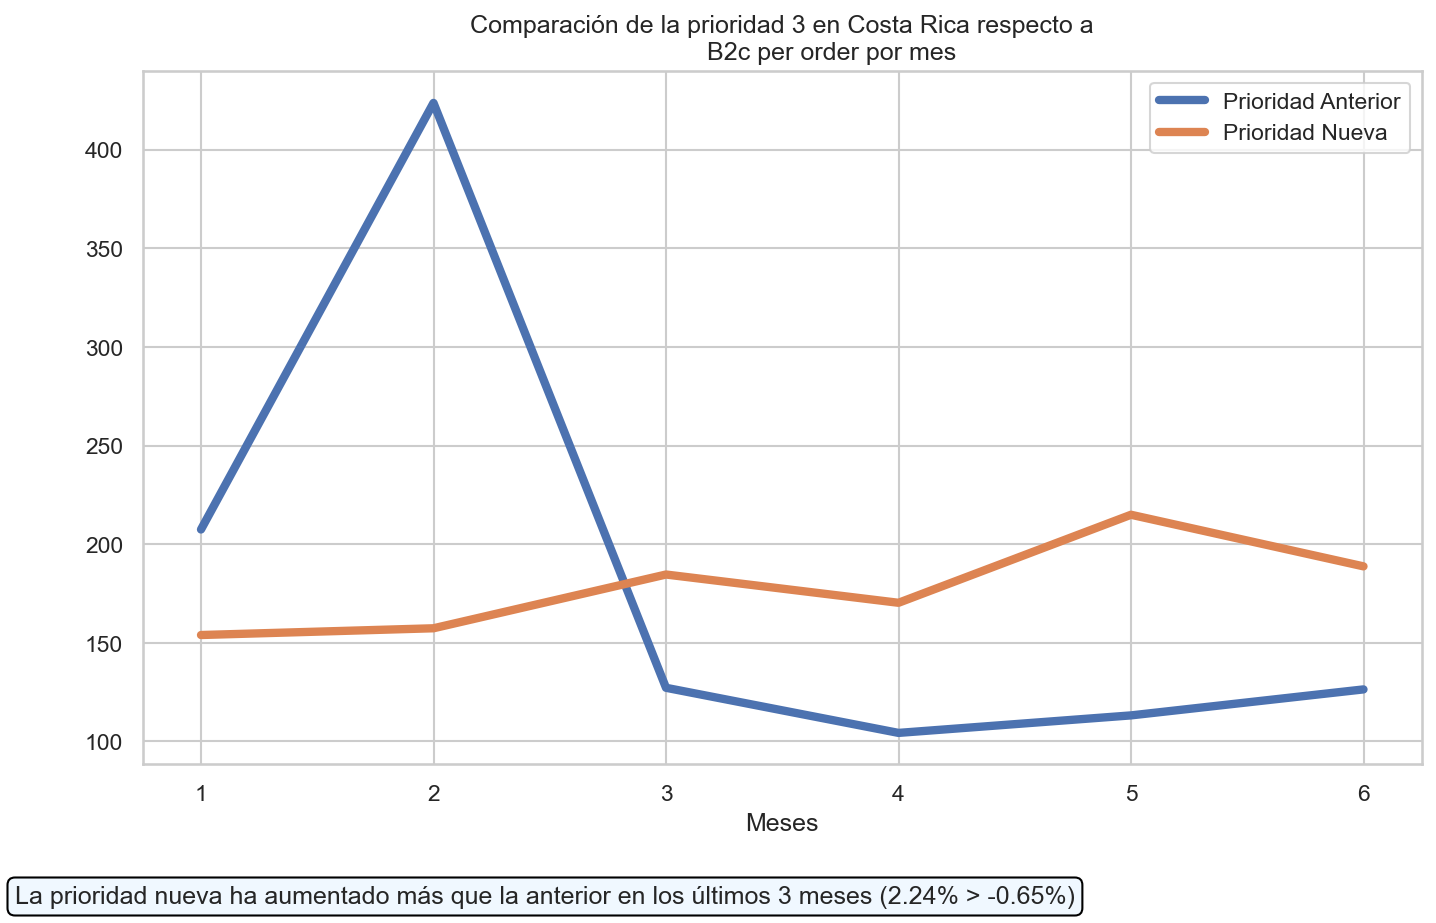 Comparación de la prioridad 3 en Costa Rica respecto a
B2c per order por mes
Prioridad Anterior
Prioridad Nueva
400
350
300
250
200
150
100
1 2 3 4 5 6
Meses
La prioridad nueva ha aumentado más que la anterior en los últimos 3 meses (2.24% > -0.65%)